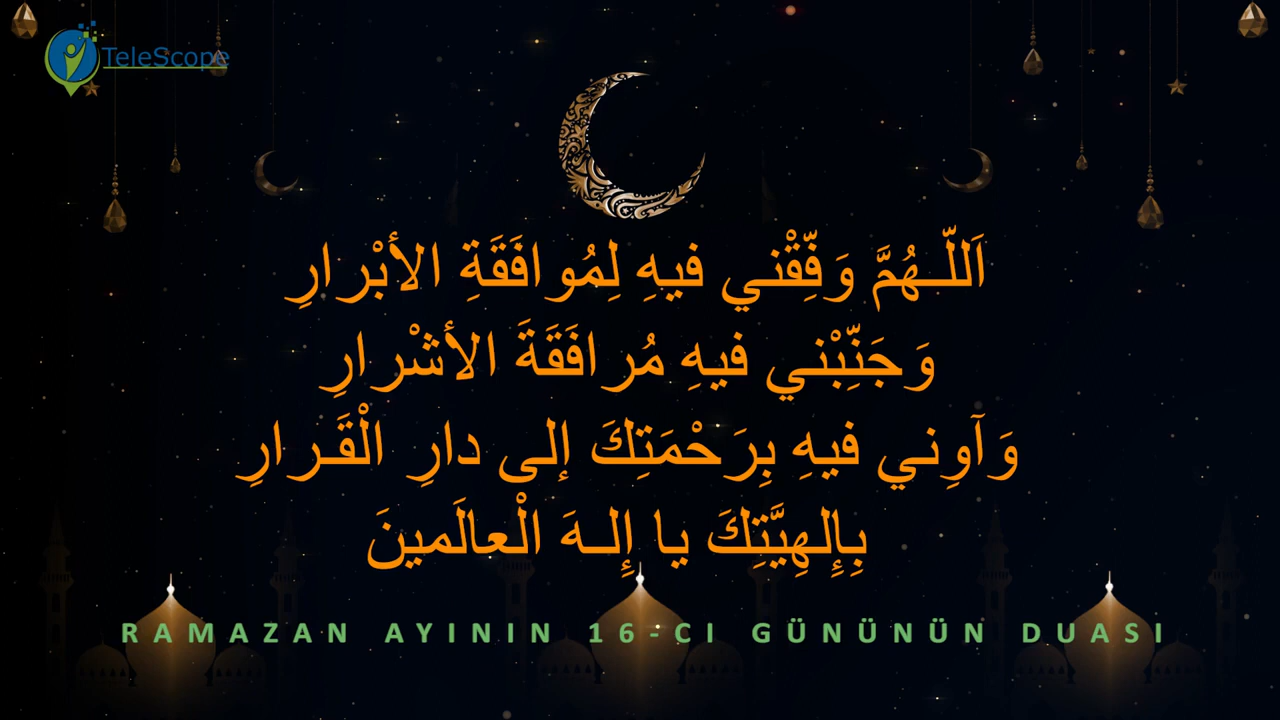 TeleScope
اَللّـهُمَّ وَفِّقْني فيهِ لِمُوافَقَةِ الأبْرارِ
وَجَنِّبْني فيهِ مُرافَقَةَ الأشْرارِ
وَآوِني فيهِ بِرَحْمَتِكَ إلى دارِ الْقَرارِ
بِإِلهِيَّتِكَ يا إِلـهَ الْعالَمينَ
RAMAZAN AYININ 16-CI GÜNÜNÜN DUASI